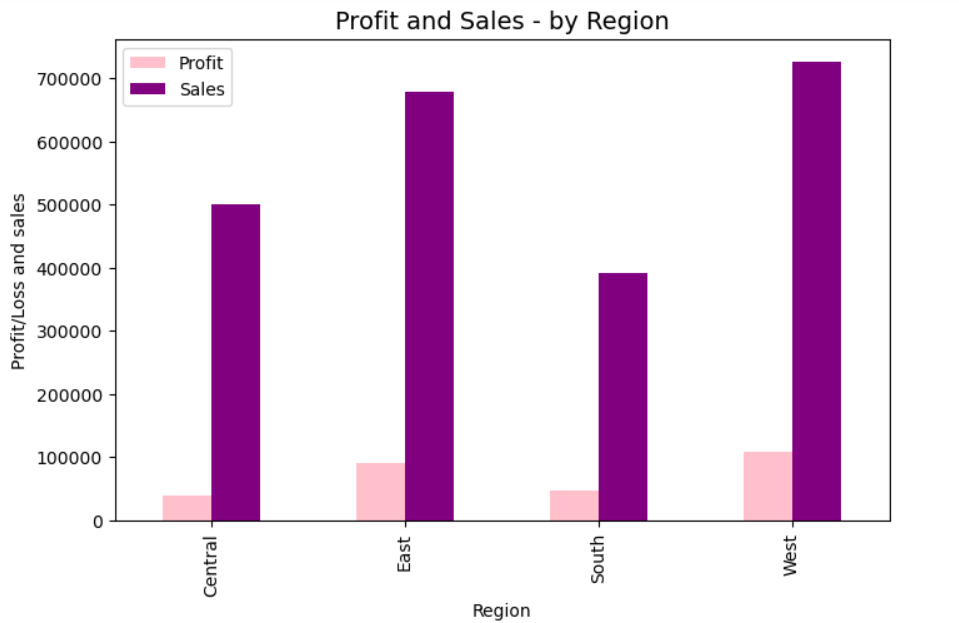 Profit and Sales - by Region
Profit
Sales
Profit/Loss and sales
700000
600000
500000
400000
300000
200000
100000
0
Central
East
South
West
Region